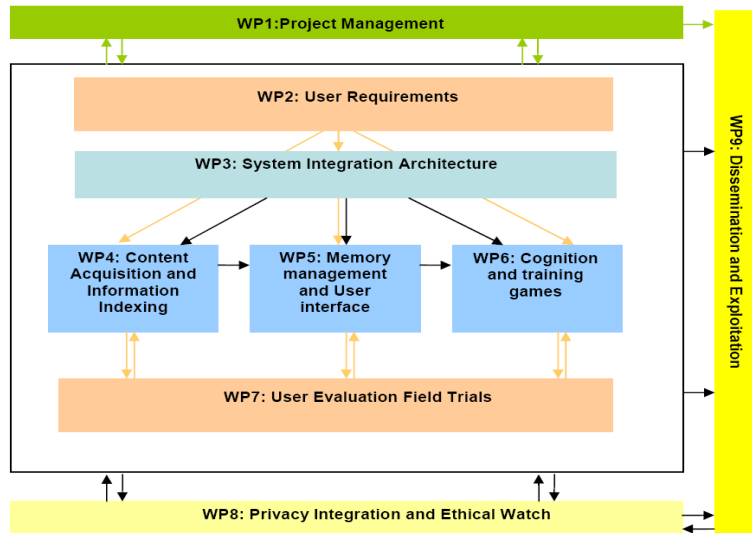 WP1:Project Management
WP2: User Requirements
WP3: System Integration Architecture
WP4: Content
Acquisition and
Information
Indexing
WP5: Memory
management
and User
interface
WP6: Cognition
and training
games
WP7: User Evaluation Field Trials
WP8: Privacy Integration and Ethical Watch
WP9: Dissemination and Exploitation